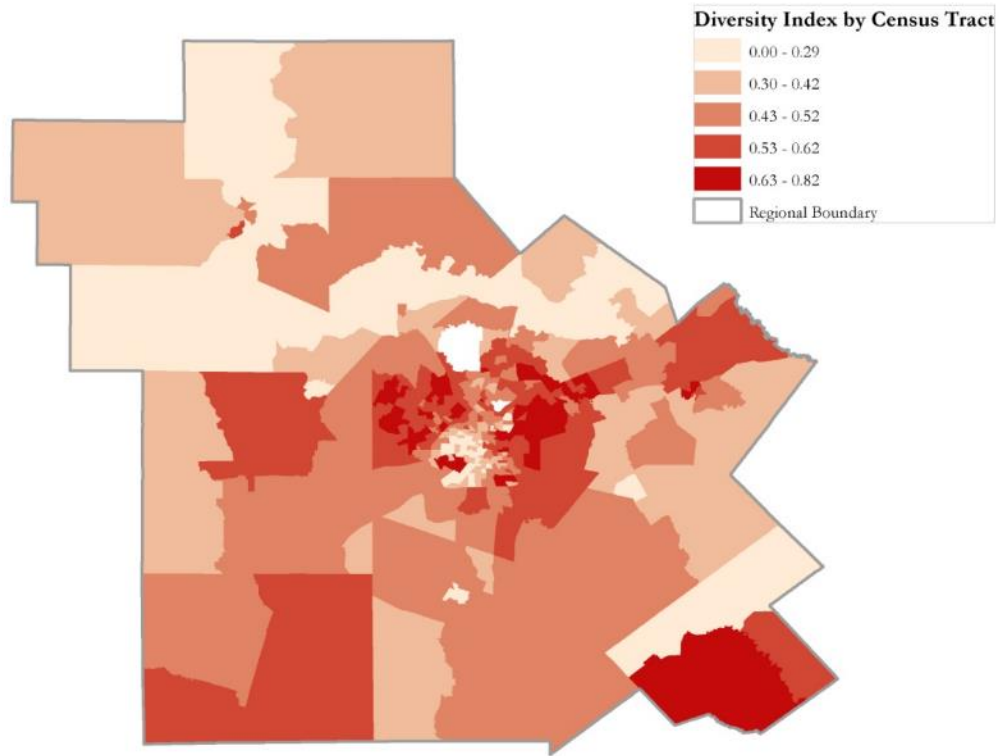 Diversity Index by Census Tract
0.00 - 0.29
0.30 - 0.42
0.43 - 0.52
0.53 - 0.62
0.63 - 0.82
Regional Boundary